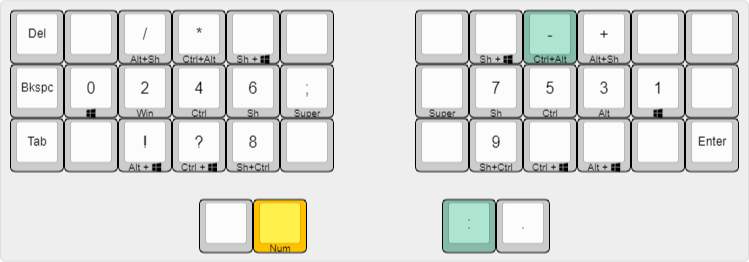 Del / * - +
Alt+Sh Ctrl+Alt Sh + Sh + Ctrl+Alt Alt+Sh
Bkspc 0 2 4 6 ; 7 5 3 1
Win Ctrl Sh Super Super Sh Ctrl Alt
Tab ! ? 8 9 Enter
Alt + Ctrl + Sh+Ctrl Sh+Ctrl Ctrl + Alt +
: .
Num